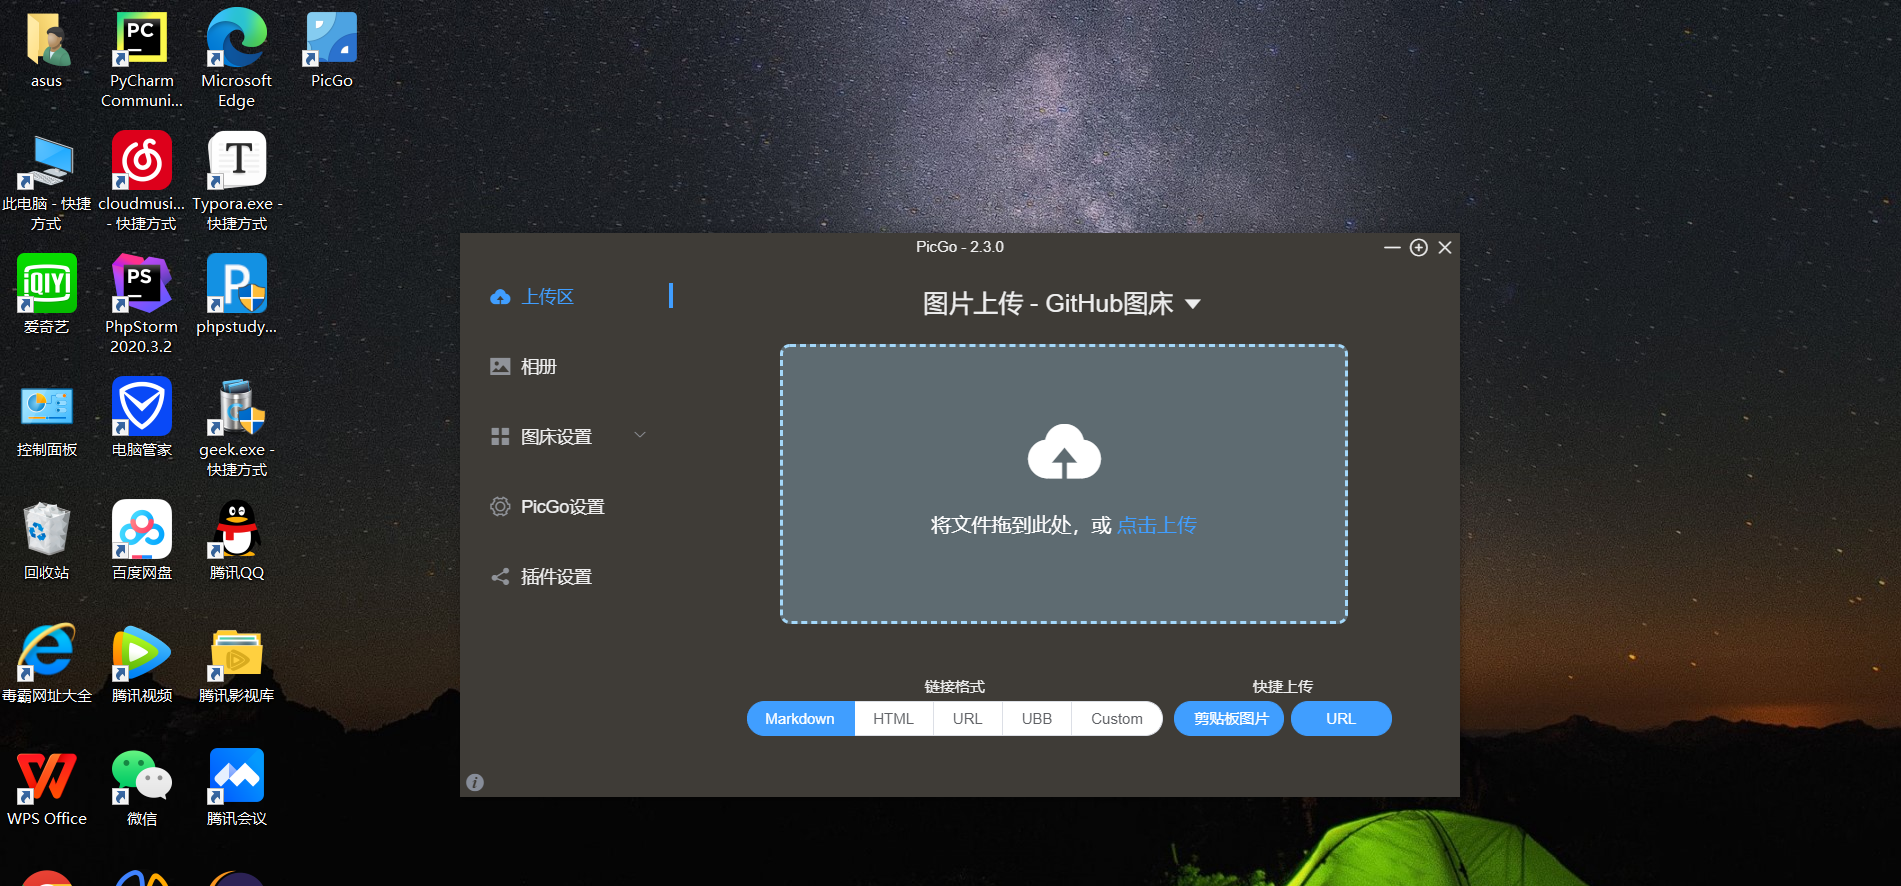 asus
PyCharm
Communi...
Microsoft
Edge
PicGo
此电脑 - 快捷
方式
cloudmusi...
- 快捷方式
Typora.exe -
快捷方式
爱奇艺
PhpStorm
2020.3.2
phpstudy...
控制面板
电脑管家
geek.exe -
快捷方式
回收站
百度网盘
腾讯QQ
毒霸网址大全
腾讯视频
腾讯影视库
WPS Office
微信
腾讯会议
PC
T
iQIYI
PS
P
PicGo - 2.3.0
上传区
相册
图床设置
PicGo设置
插件设置
图片上传 - GitHub图床
将文件拖到此处，或 点击上传
链接格式
Markdown
HTML
URL
UBB
Custom
快捷上传
剪贴板图片
URL